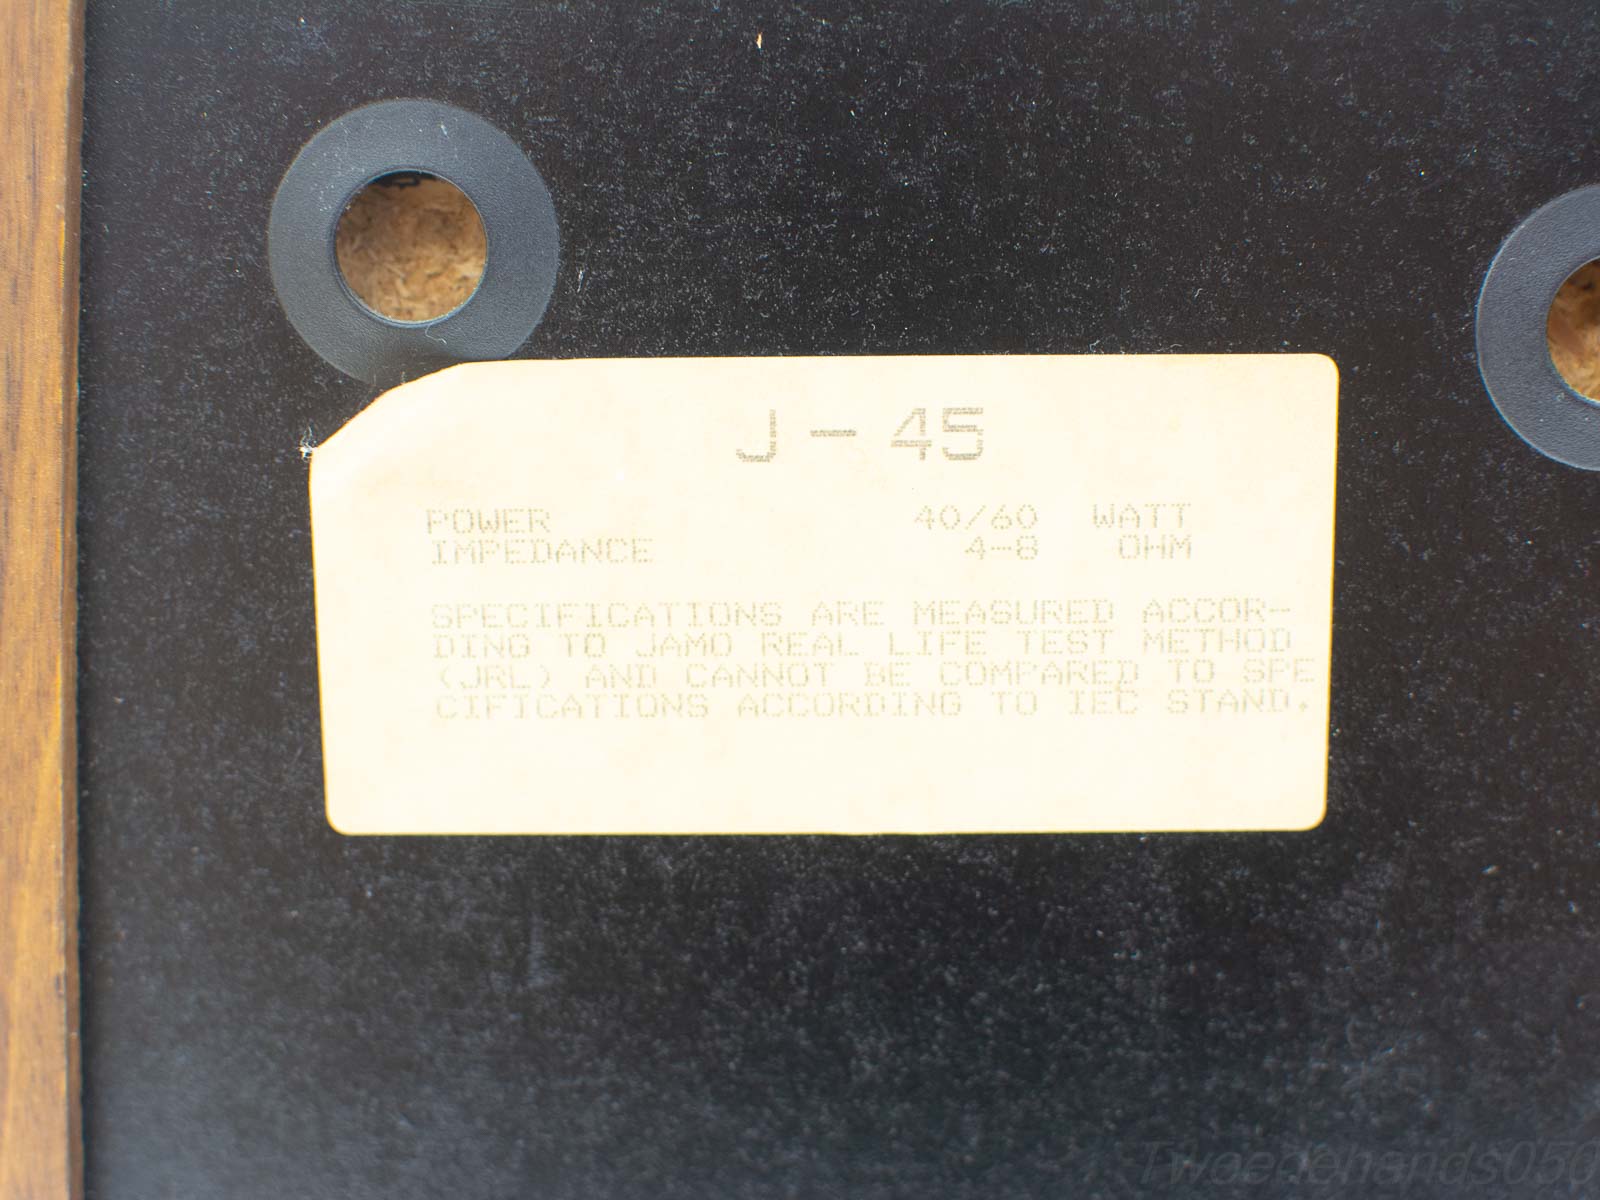 J-45
POWER 40/60 WATT
IMPEDANCE 4-8 OHM
SPECIFICATIONS ARE MEASURED ACCOR-
DING TO JAMO REAL LIFE TEST METHOD
(JRL) AND CANNOT BE COMPARED TO SPE
CIFICATIONS ACCORDING TO IEC STAND.
Twoedehands050